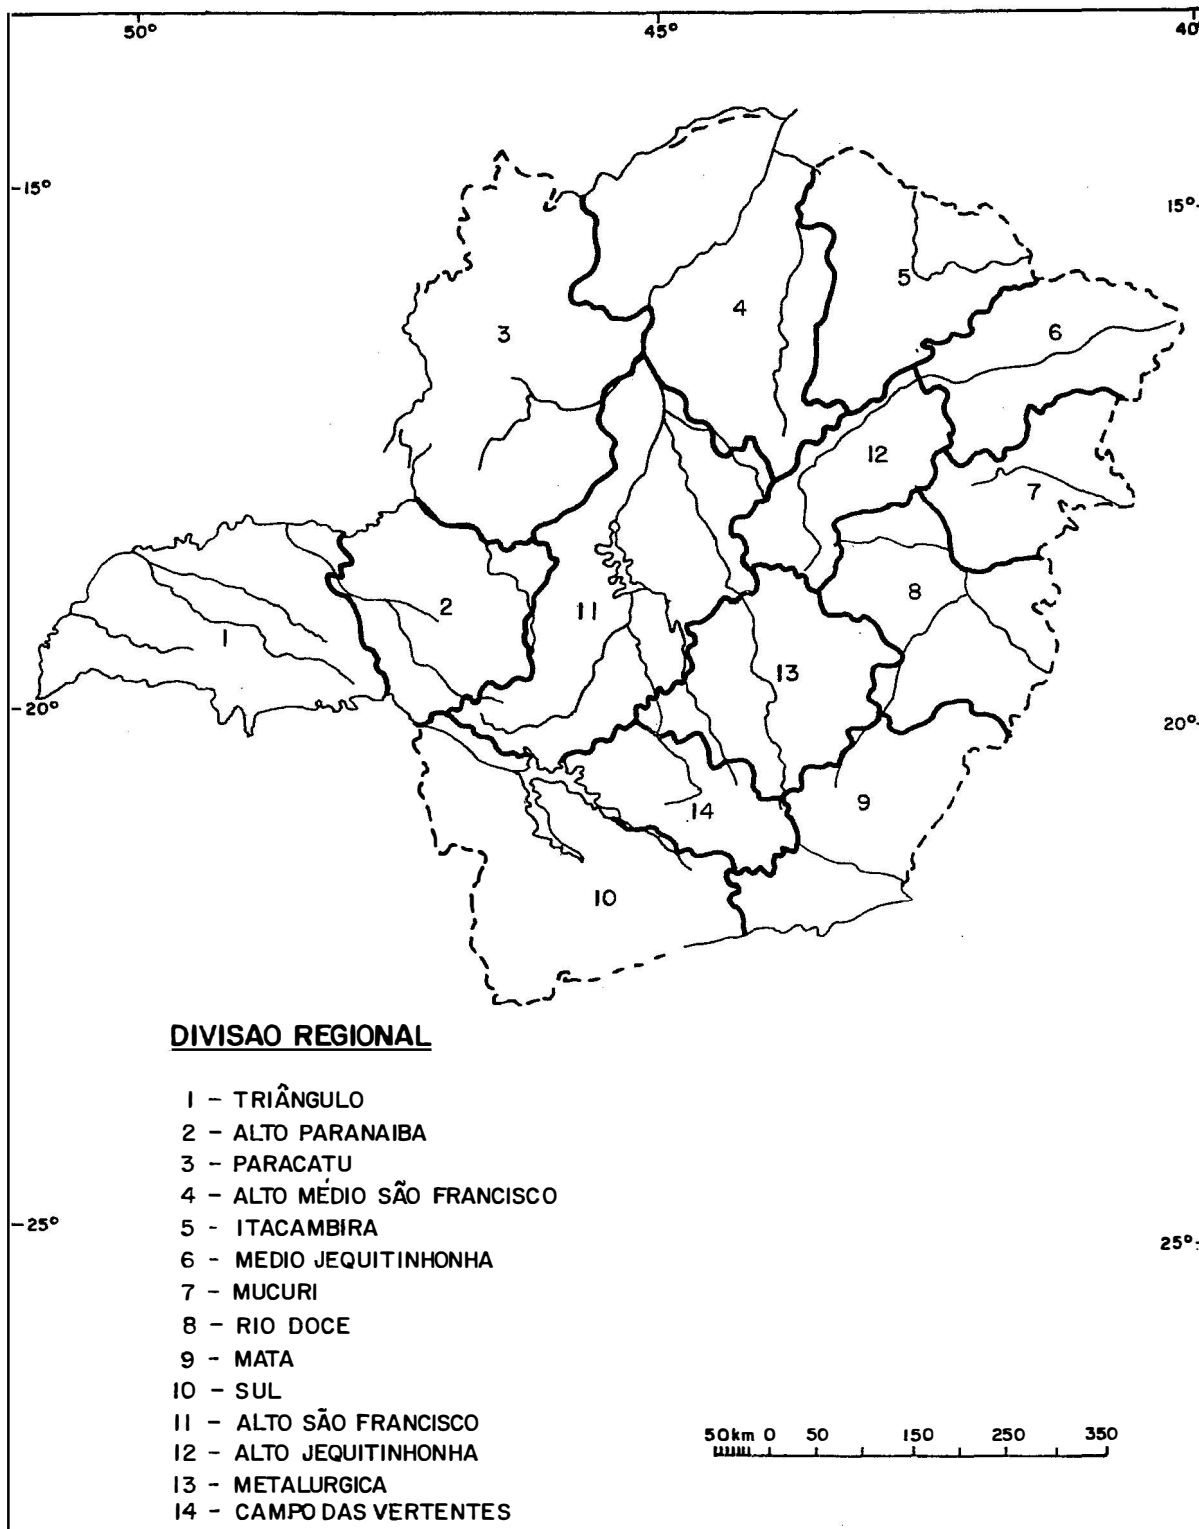 50° 45° 40°
15° 15°
5
4
3 6
12
7
8
2 11
1
13
20° 20°
9
14
10
DIVISAO REGIONAL
1 - TRIÂNGULO
2 - ALTO PARANAIBA
3 - PARACATU
4 - ALTO MÉDIO SÃO FRANCISCO
25°
5 - ITACAMBIRA
25°
6 - MEDIO JEQUITINHONHA
7 - MUCURI
8 - RIO DOCE
9 - MATA
10 - SUL
11 - ALTO SÃO FRANCISCO
50km 0 50 150 250 350
12 - ALTO JEQUITINHONHA
13 - METALURGICA
14 - CAMPO DAS VERTENTES